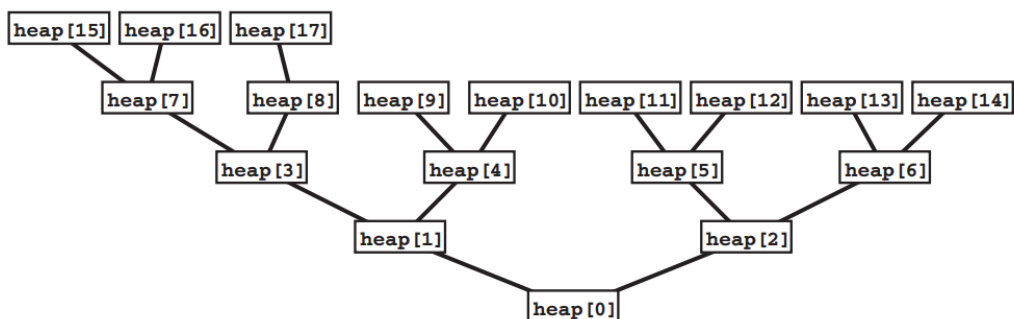 heap[15] heap[16] heap[17]
heap[7] heap[8] heap[9] heap[10] heap[11] heap[12] heap[13] heap[14]
heap[3] heap[4] heap[5] heap[6]
heap[1] heap[2]
heap[0]